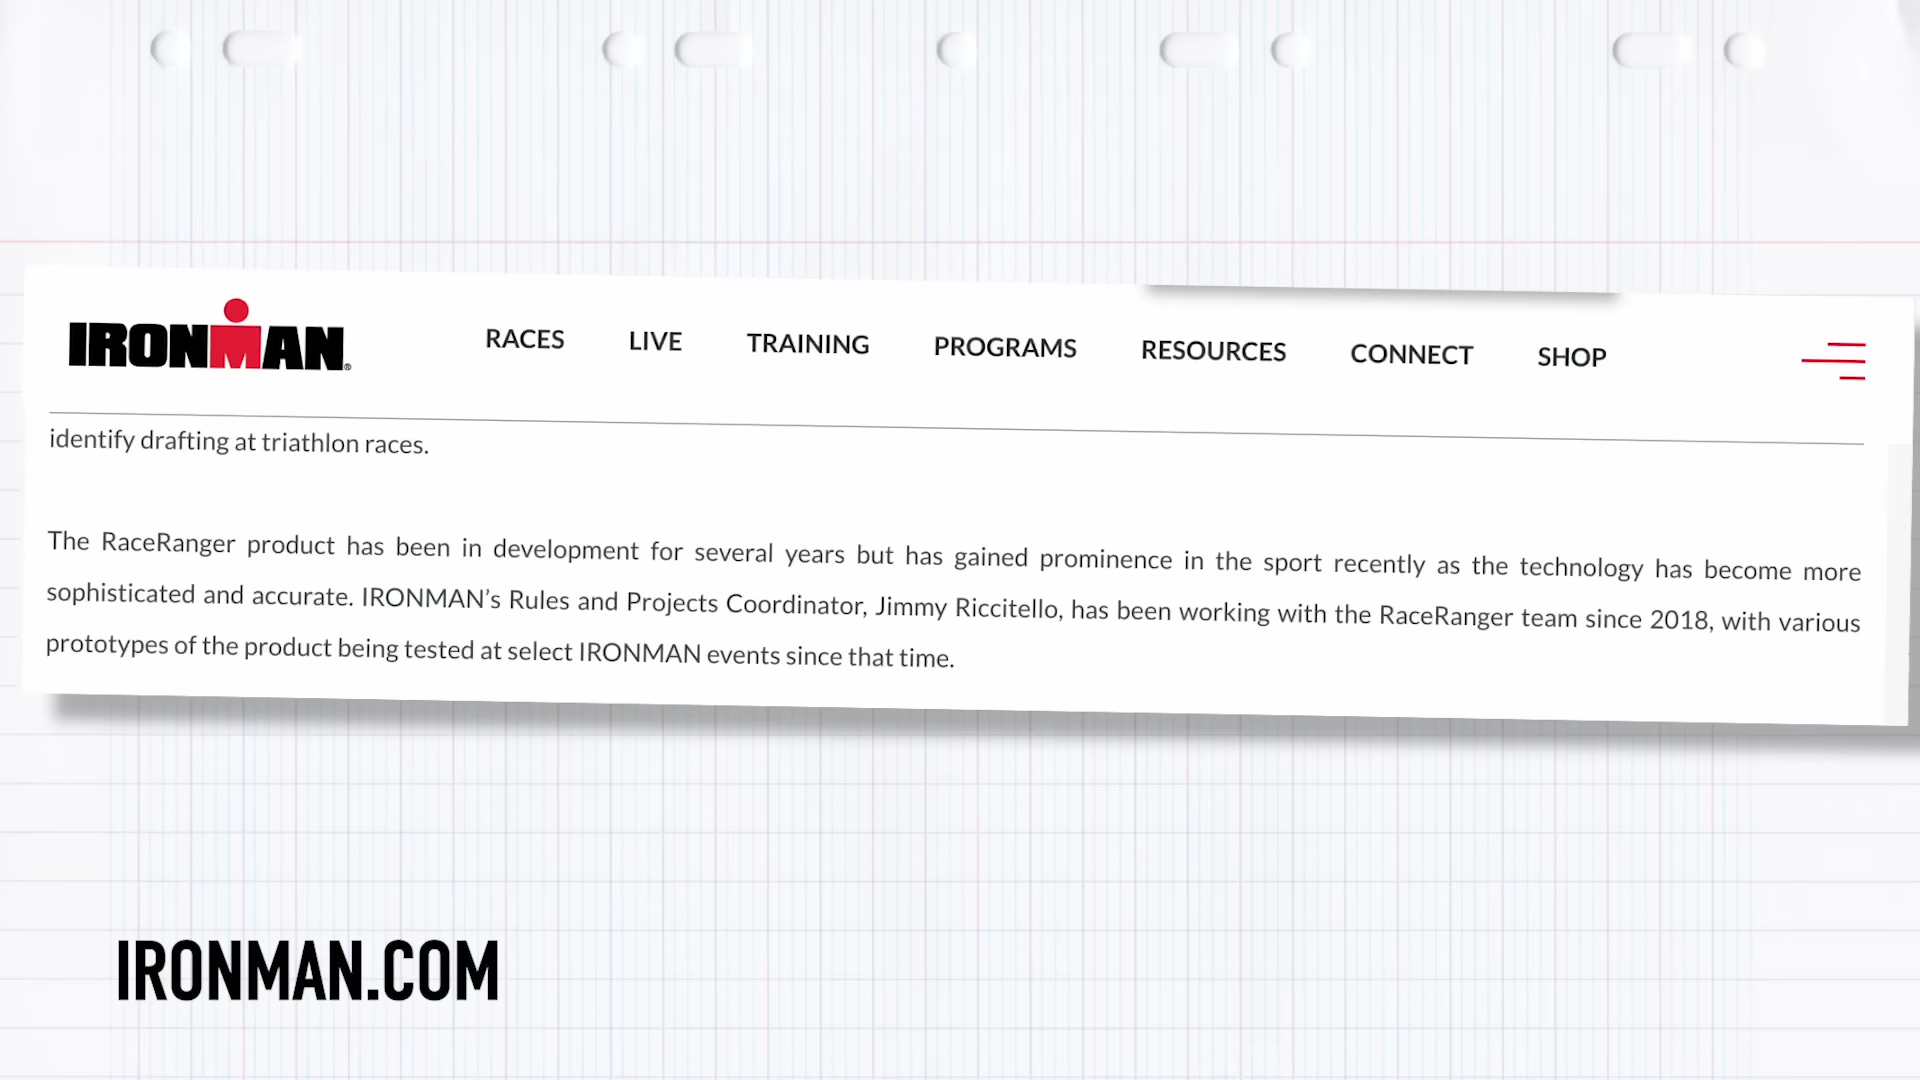 IRONMAN®
RACES LIVE TRAINING PROGRAMS RESOURCES CONNECT SHOP
identify drafting at triathlon races.
The RaceRanger product has been in development for several years but has gained prominence in the sport recently as the technology has become more
sophisticated and accurate. IRONMAN’s Rules and Projects Coordinator, Jimmy Riccitello, has been working with the RaceRanger team since 2018, with various
prototypes of the product being tested at select IRONMAN events since that time.
IRONMAN.COM